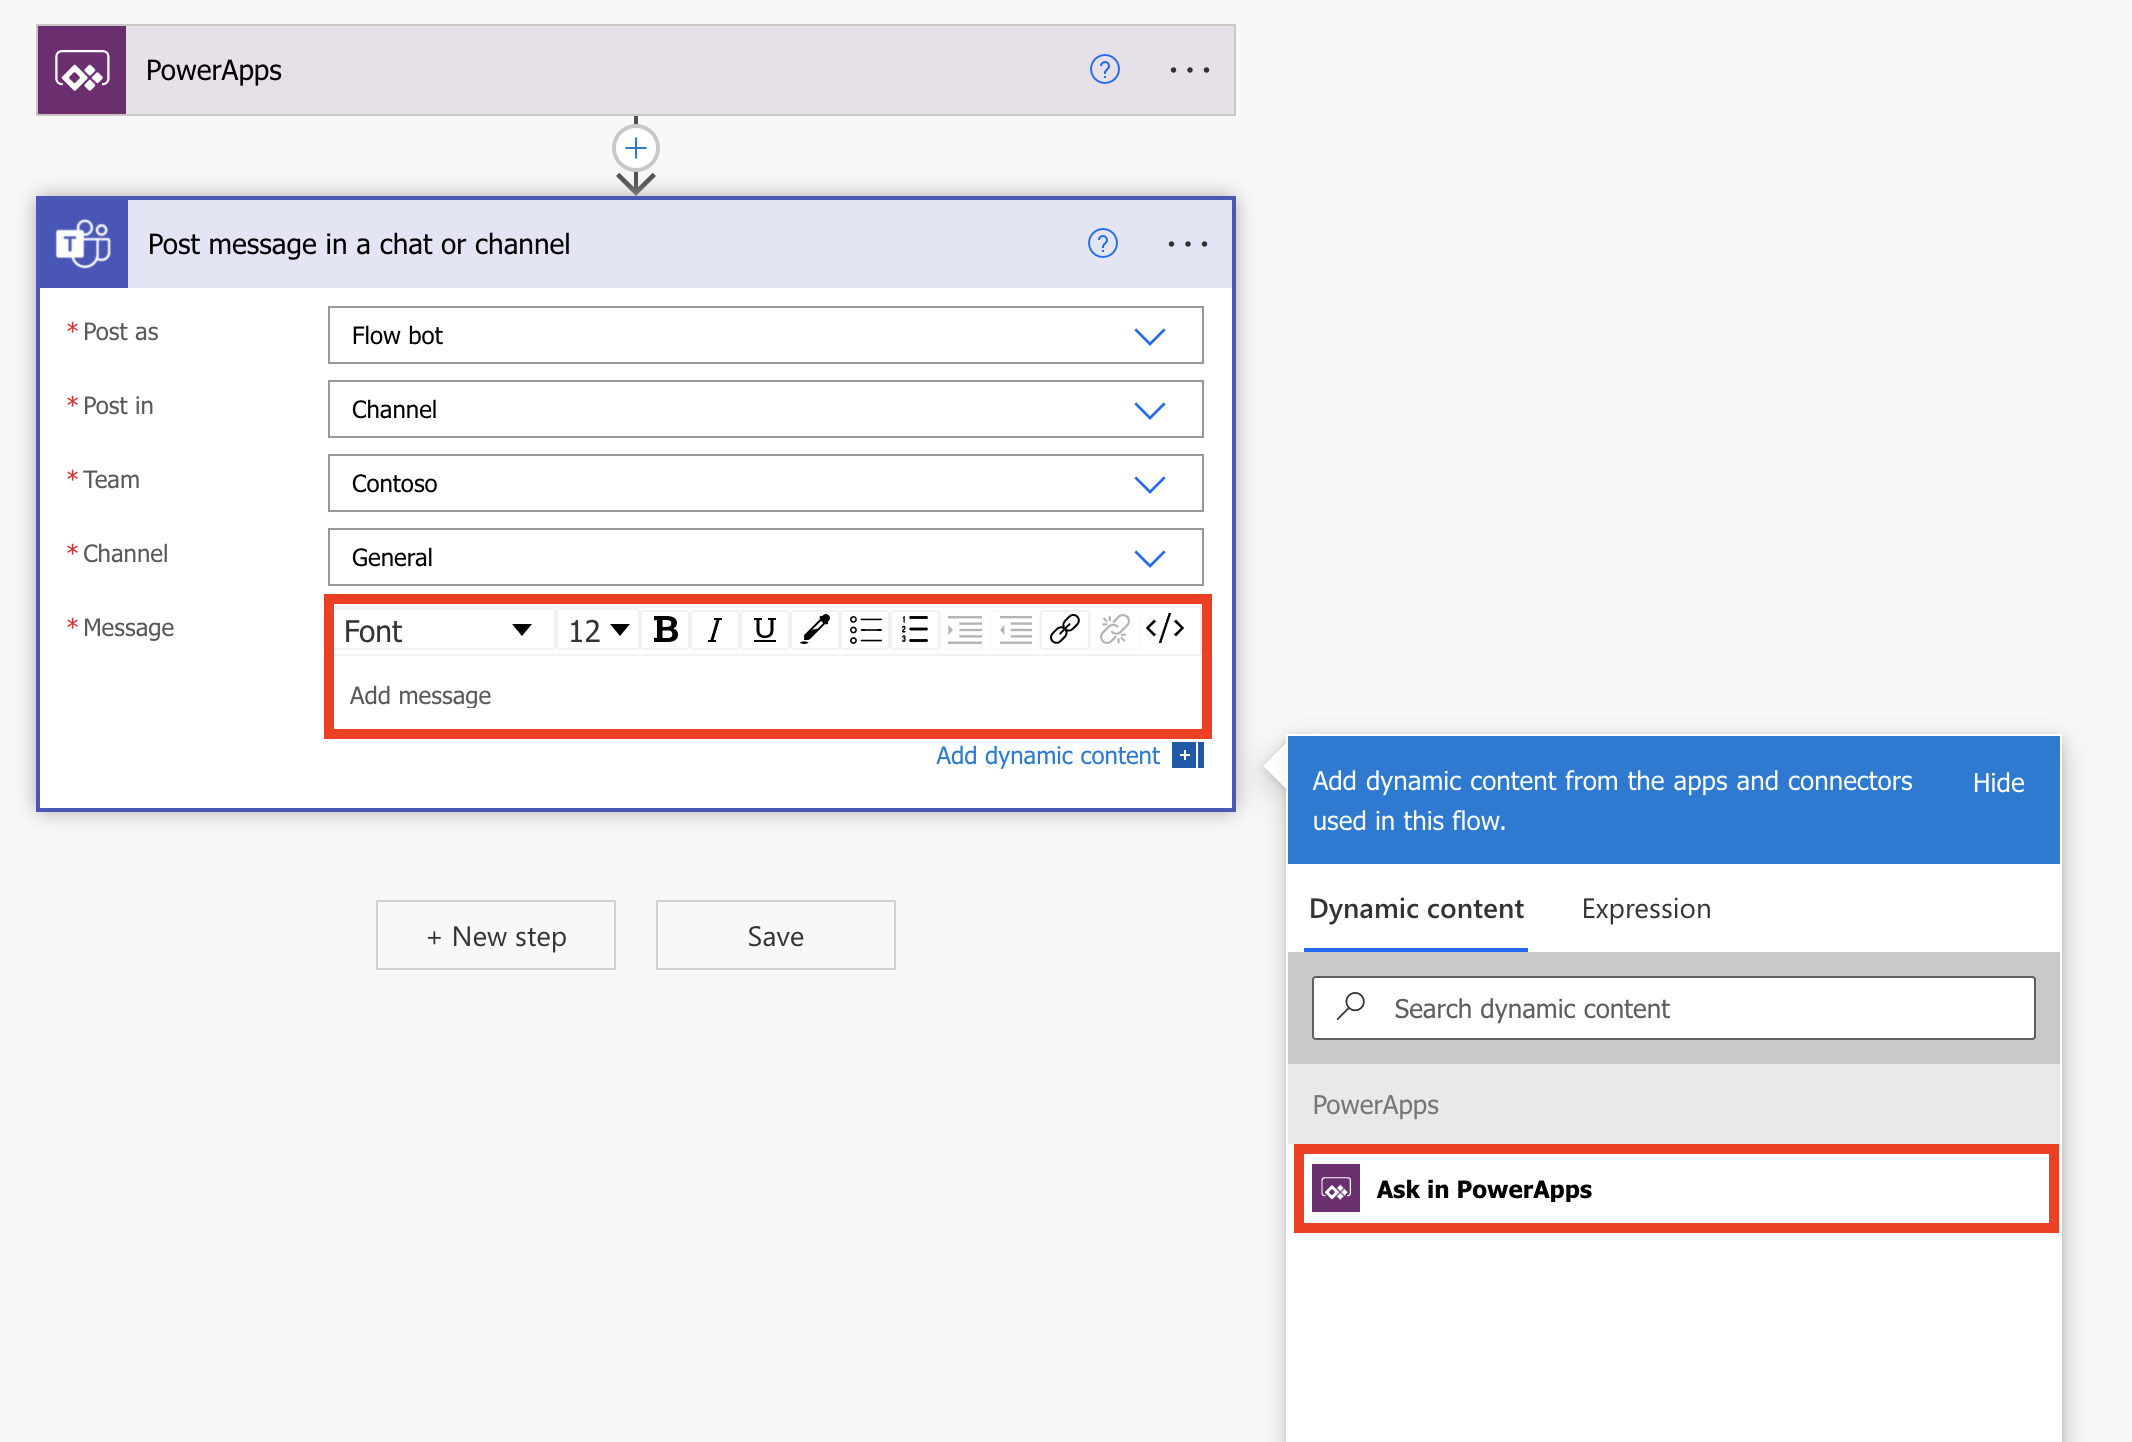 PowerApps
?
Post message in a chat or channel
?
* Post as
Flow bot
* Post in
Channel
* Team
Contoso
* Channel
General
* Message
Font 12 B I U </>
Add message
Add dynamic content +
Add dynamic content from the apps and connectors
used in this flow.
Hide
Dynamic content Expression
Search dynamic content
PowerApps
Ask in PowerApps
+ New step
Save